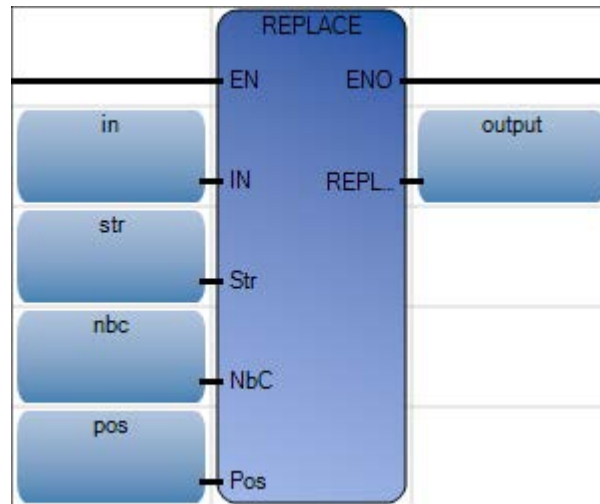 REPLACE
EN ENO
in
output
IN REPL...
str
Str
nbc
NbC
pos
Pos